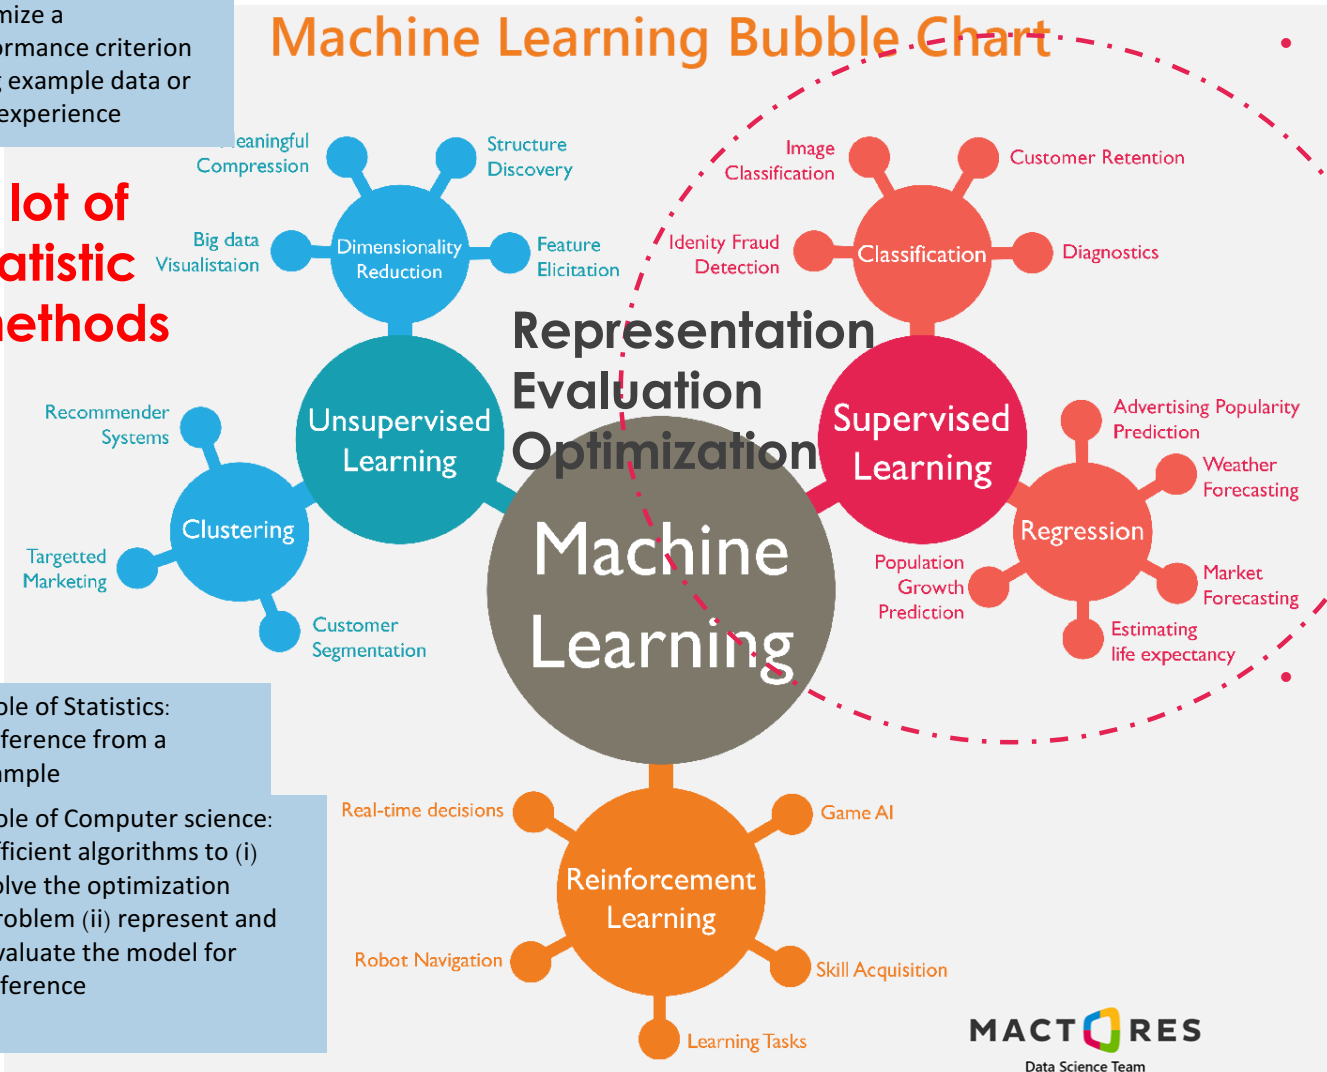 Machine Learning Bubble Chart
mize a
ormance criterion
g example data or
experience
lot of
atistic
nethods
eaningful
Compression
Structure
Discovery
Big data
Visualistaion
Dimensionality
Reduction
Feature
Elicitation
Image
Classification
Customer Retention
Idenity Fraud
Detection
Classification
Diagnostics
Representation
Evaluation
Optimization
Recommender
Systems
Unsupervised
Learning
Supervised
Learning
Advertising Popularity
Prediction
Weather
Forecasting
Clustering
Regression
Targetted
Marketing
Population
Growth
Prediction
Market
Forecasting
Customer
Segmentation
Estimating
life expectancy
Machine
Learning
ole of Statistics:
ference from a
ample
ole of Computer science:
fficient algorithms to (i)
olve the optimization
roblem (ii) represent and
valuate the model for
ference
Real-time decisions
Game AI
Reinforcement
Learning
Robot Navigation
Skill Acquisition
Learning Tasks
MACTORES
Data Science Team